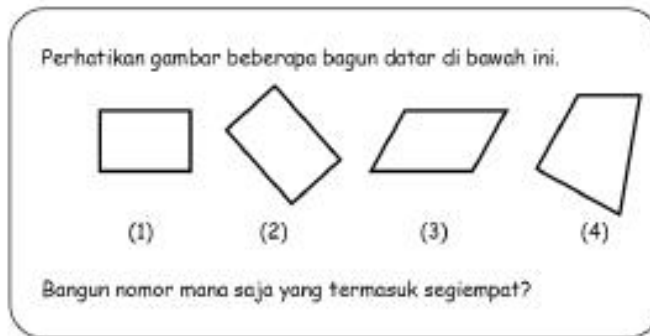 Perhatikan gambar beberapa bagun datar di bawah ini.
(1) (2) (3) (4)
Bangun nomor mana saja yang termasuk segiempat?